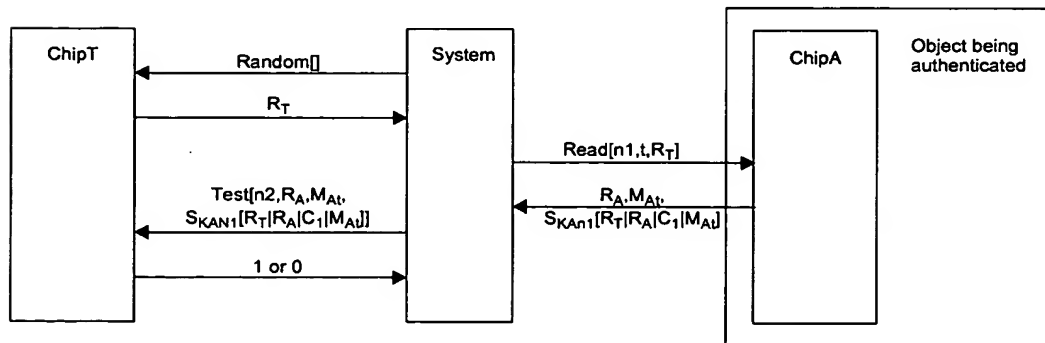 ChipT
System
ChipA
Object being
authenticated
Random[]
R_T
Read[n1,t,R_T]
Test[n2,R_A,M_At,
S_KAN1[R_T|R_A|C_1|M_At]]
R_A,M_At,
S_KAn1[R_T|R_A|C_1|M_At]
1 or 0